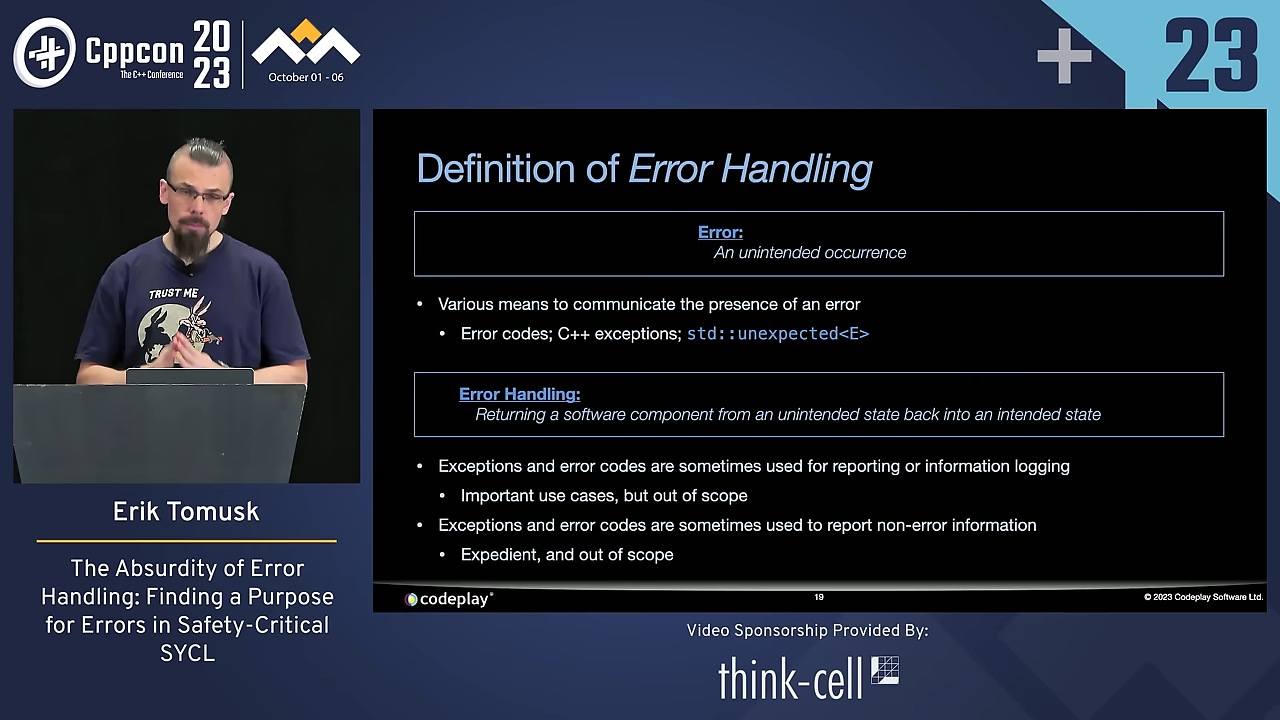 Cppcon
The C++ Conference
20
23
October 01 - 06
23
TRUST ME
Erik Tomusk
The Absurdity of Error
Handling: Finding a Purpose
for Errors in Safety-Critical
SYCL
Definition of Error Handling
Error:
An unintended occurrence
• Various means to communicate the presence of an error
• Error codes; C++ exceptions; std::unexpected<E>
Error Handling:
Returning a software component from an unintended state back into an intended state
• Exceptions and error codes are sometimes used for reporting or information logging
• Important use cases, but out of scope
• Exceptions and error codes are sometimes used to report non-error information
• Expedient, and out of scope
codeplay®
19
© 2023 Codeplay Software Ltd.
Video Sponsorship Provided By:
think-cell